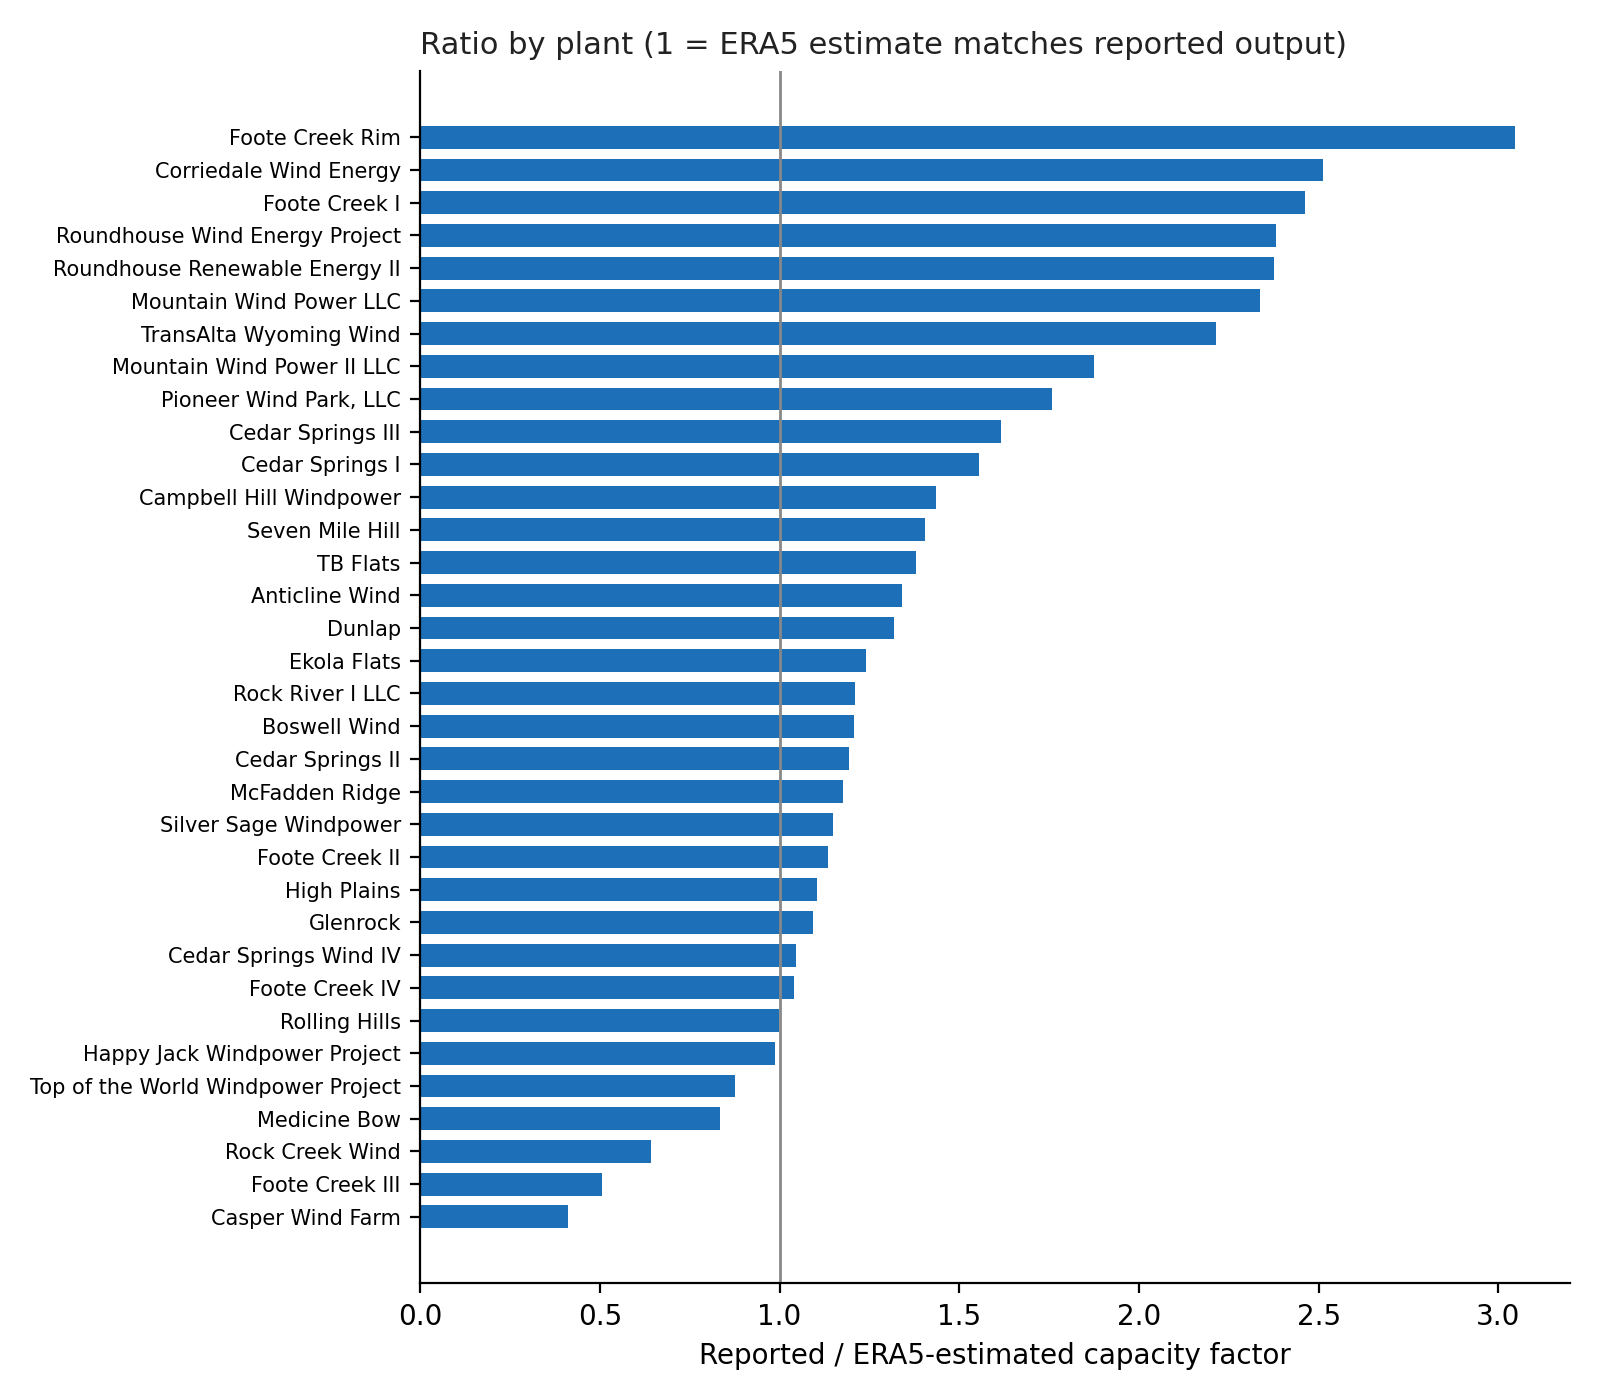 Ratio by plant (1 = ERA5 estimate matches reported output)
Foote Creek Rim
Corriedale Wind Energy
Foote Creek I
Roundhouse Wind Energy Project
Roundhouse Renewable Energy II
Mountain Wind Power LLC
TransAlta Wyoming Wind
Mountain Wind Power II LLC
Pioneer Wind Park, LLC
Cedar Springs III
Cedar Springs I
Campbell Hill Windpower
Seven Mile Hill
TB Flats
Anticline Wind
Dunlap
Ekola Flats
Rock River I LLC
Boswell Wind
Cedar Springs II
McFadden Ridge
Silver Sage Windpower
Foote Creek II
High Plains
Glenrock
Cedar Springs Wind IV
Foote Creek IV
Rolling Hills
Happy Jack Windpower Project
Top of the World Windpower Project
Medicine Bow
Rock Creek Wind
Foote Creek III
Casper Wind Farm
0.0 0.5 1.0 1.5 2.0 2.5 3.0
Reported / ERA5-estimated capacity factor